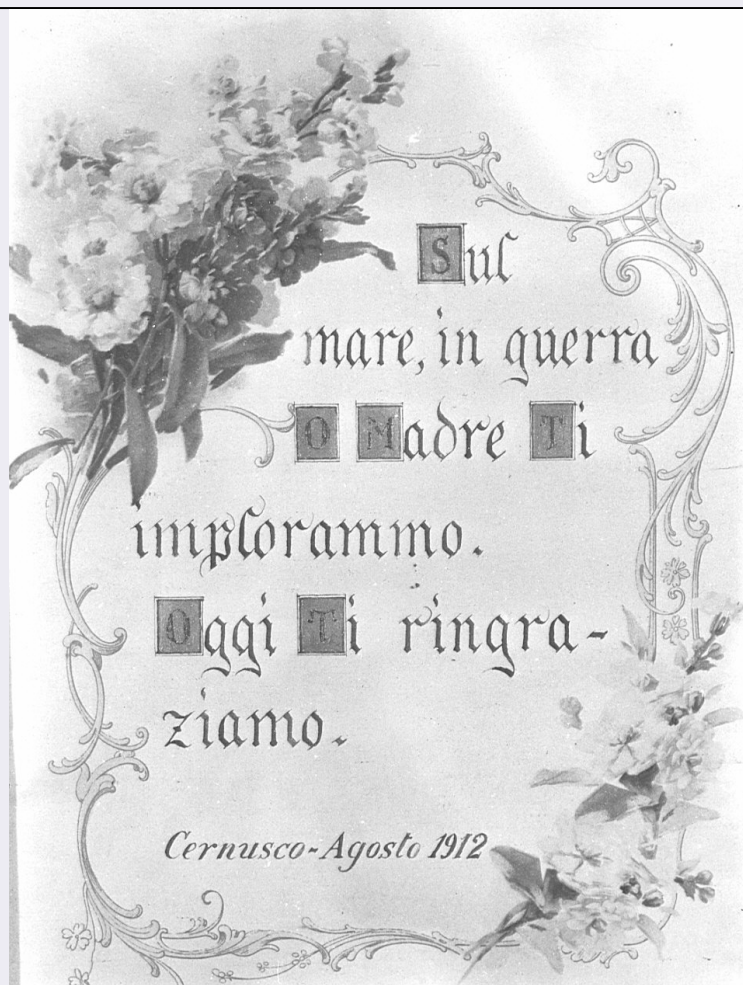 Sul
mare, in guerra
O Madre Ti
implorammo.
Oggi Ti ringra-
ziamo.
Cernusco-Agosto 1912